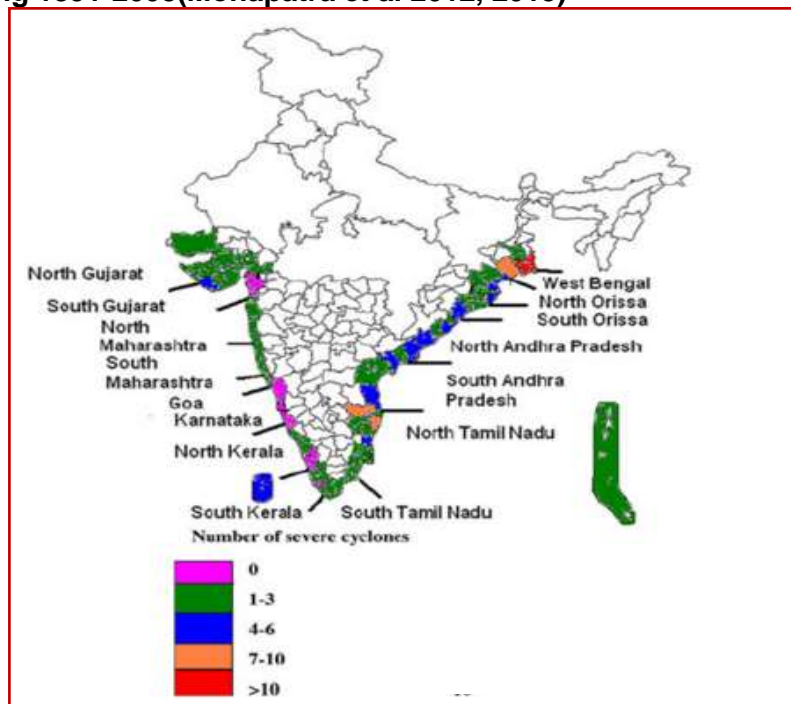 North Gujarat
South Gujarat
North
Maharashtra
South
Maharashtra
Goa
Karnataka
North Kerala
South Kerala
South Tamil Nadu
West Bengal
North Orissa
South Orissa
North Andhra Pradesh
South Andhra
Pradesh
North Tamil Nadu
Number of severe cyclones
0
1-3
4-6
7-10
>10